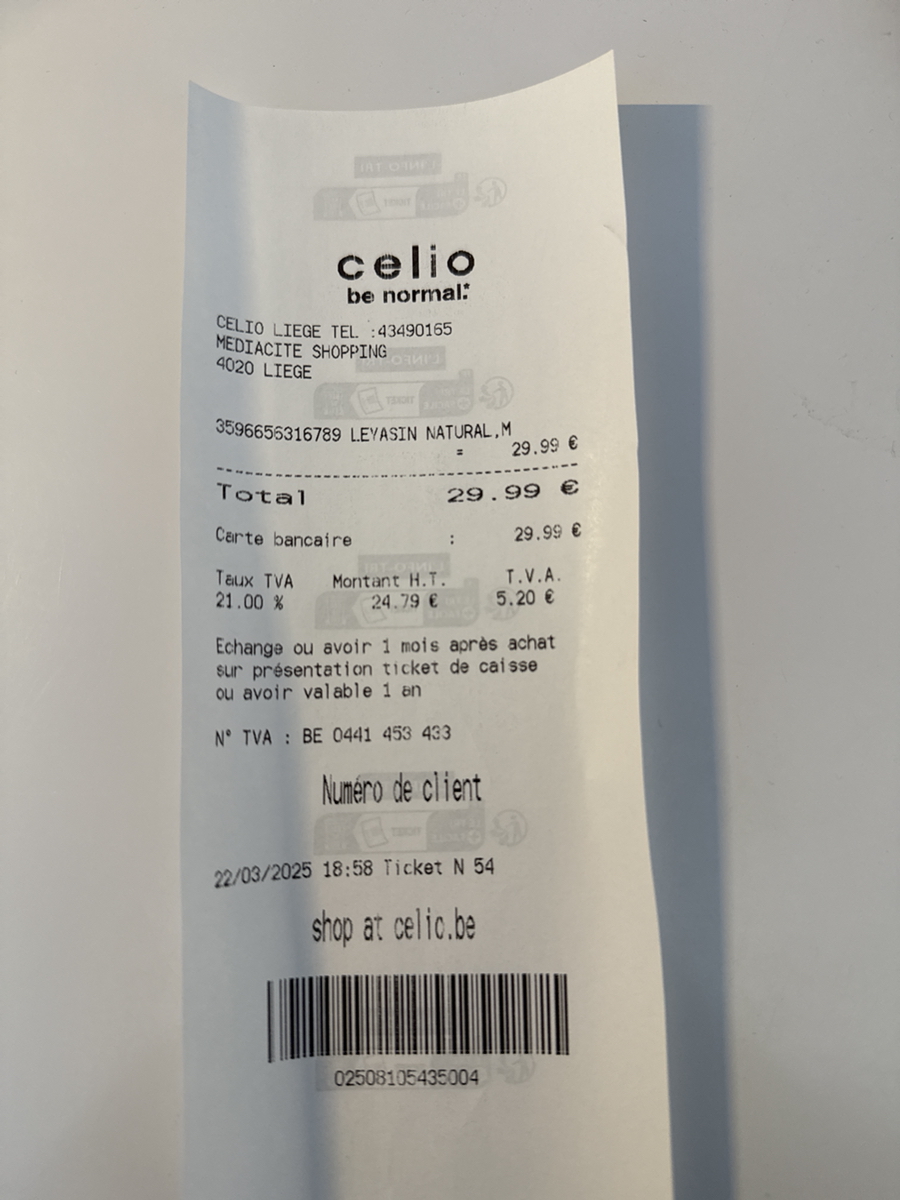 celio
be normal.*
CELIO LIEGE TEL :43490165
MEDIACITE SHOPPING
4020 LIEGE
3596656316789 LEYASIN NATURAL,M
= 29.99 €
Total 29.99 €
Carte bancaire : 29.99 €
Taux TVA Montant H.T. T.V.A.
21.00 % 24.79 € 5.20 €
Echange ou avoir 1 mois après achat
sur présentation ticket de caisse
ou avoir valable 1 an
N° TVA : BE 0441 453 433
Numéro de client
22/03/2025 18:58 Ticket N 54
shop at celio.be
02508105435004